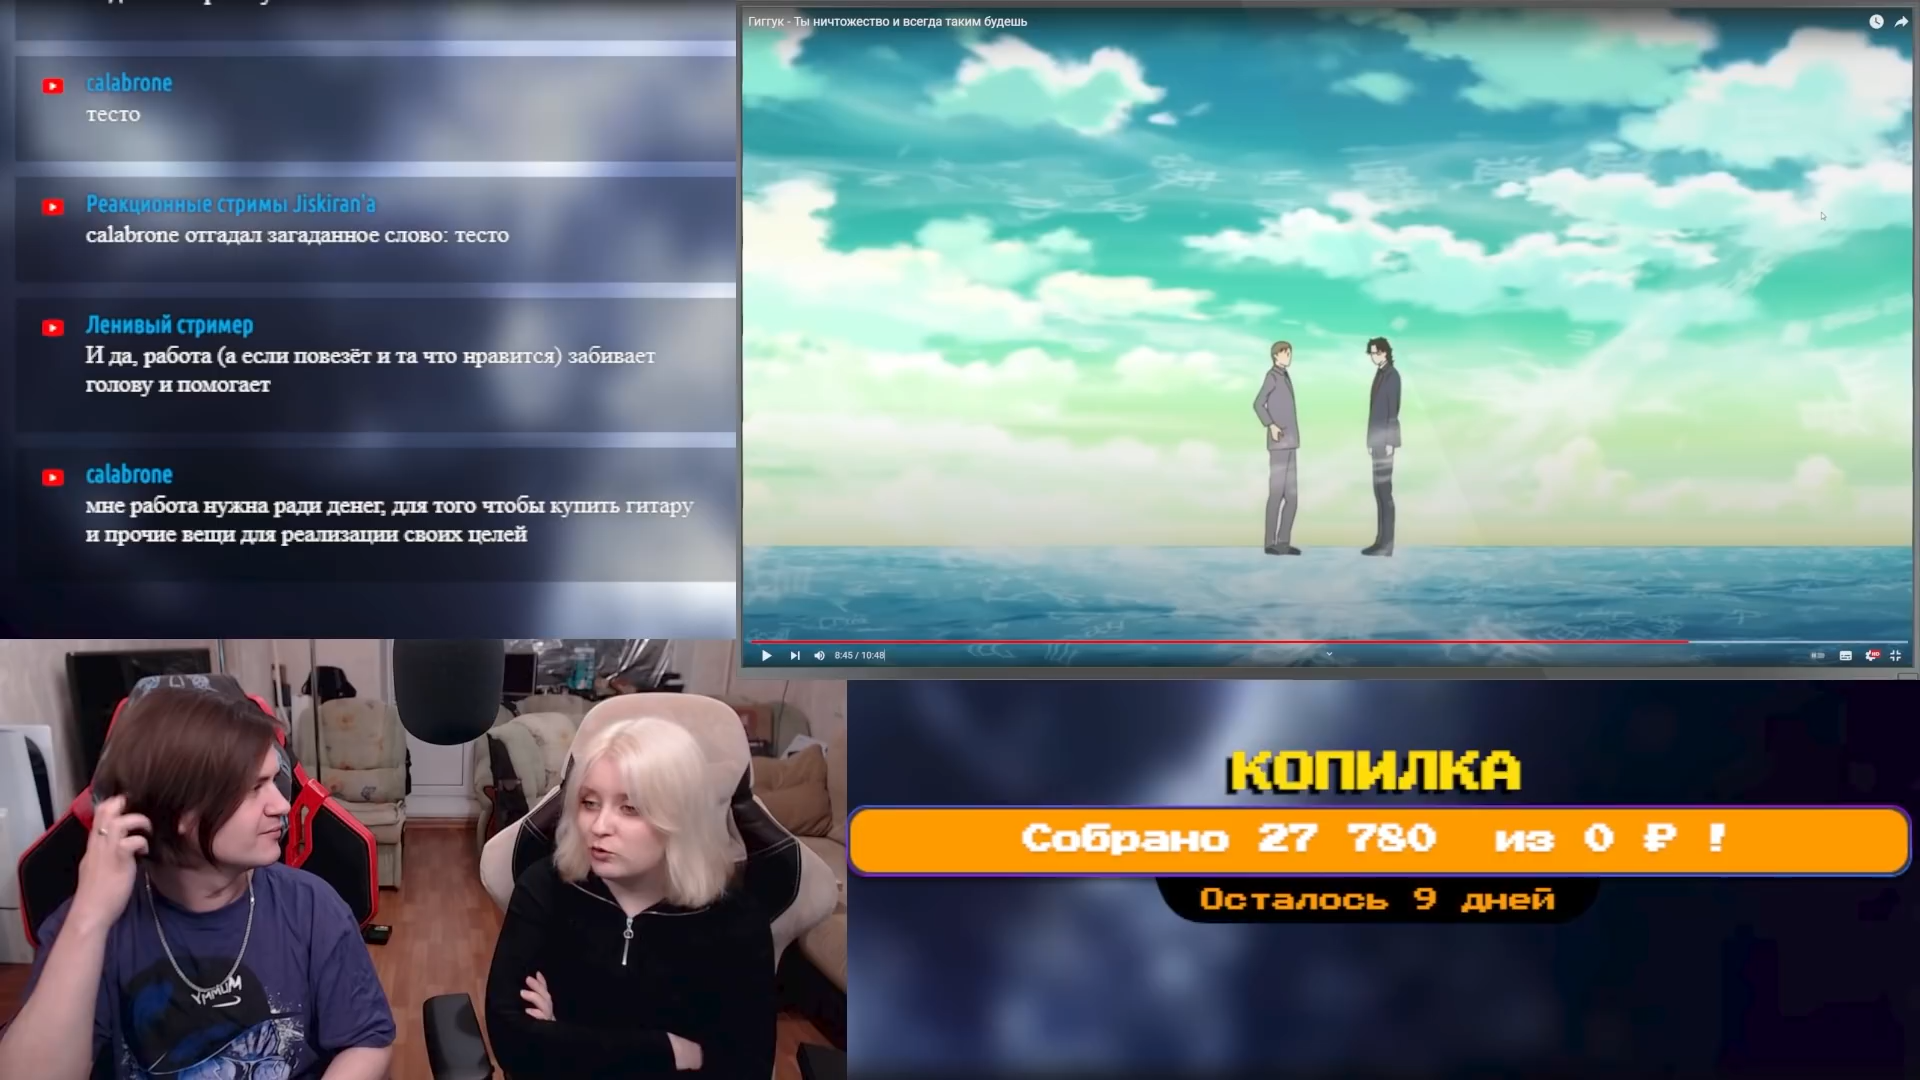 calabrone
тесто
Реакционные стримы Jiskiran'a
calabrone отгадал загаданное слово: тесто
Ленивый стример
И да, работа (а если повезёт и та что нравится) забивает
голову и помогает
calabrone
мне работа нужна ради денег, для того чтобы купить гитару
и прочие вещи для реализации своих целей
Гиггук - Ты ничтожество и всегда таким будешь
8:45 / 10:48
КОПИЛКА
Собрано 27 780 из 0 ₽ !
Осталось 9 дней